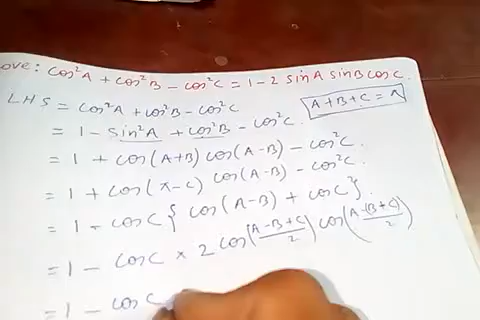 ove: cos²A + cos²B - cos²C = 1 - 2 sinA sinB cosC.
LHS = cos²A + cos²B - cos²C
A+B+C = π
= 1 - sin²A + cos²B - cos²C.
= 1 + cos(A+B) cos(A-B) - cos²C.
= 1 + cos(π-C) cos(A-B) - cos²C.
= 1 - cosC { cos(A-B) + cosC }.
= 1 - cosC × 2 cos(A-B+C/2) cos(A-(B+C)/2)
= 1 - cosC